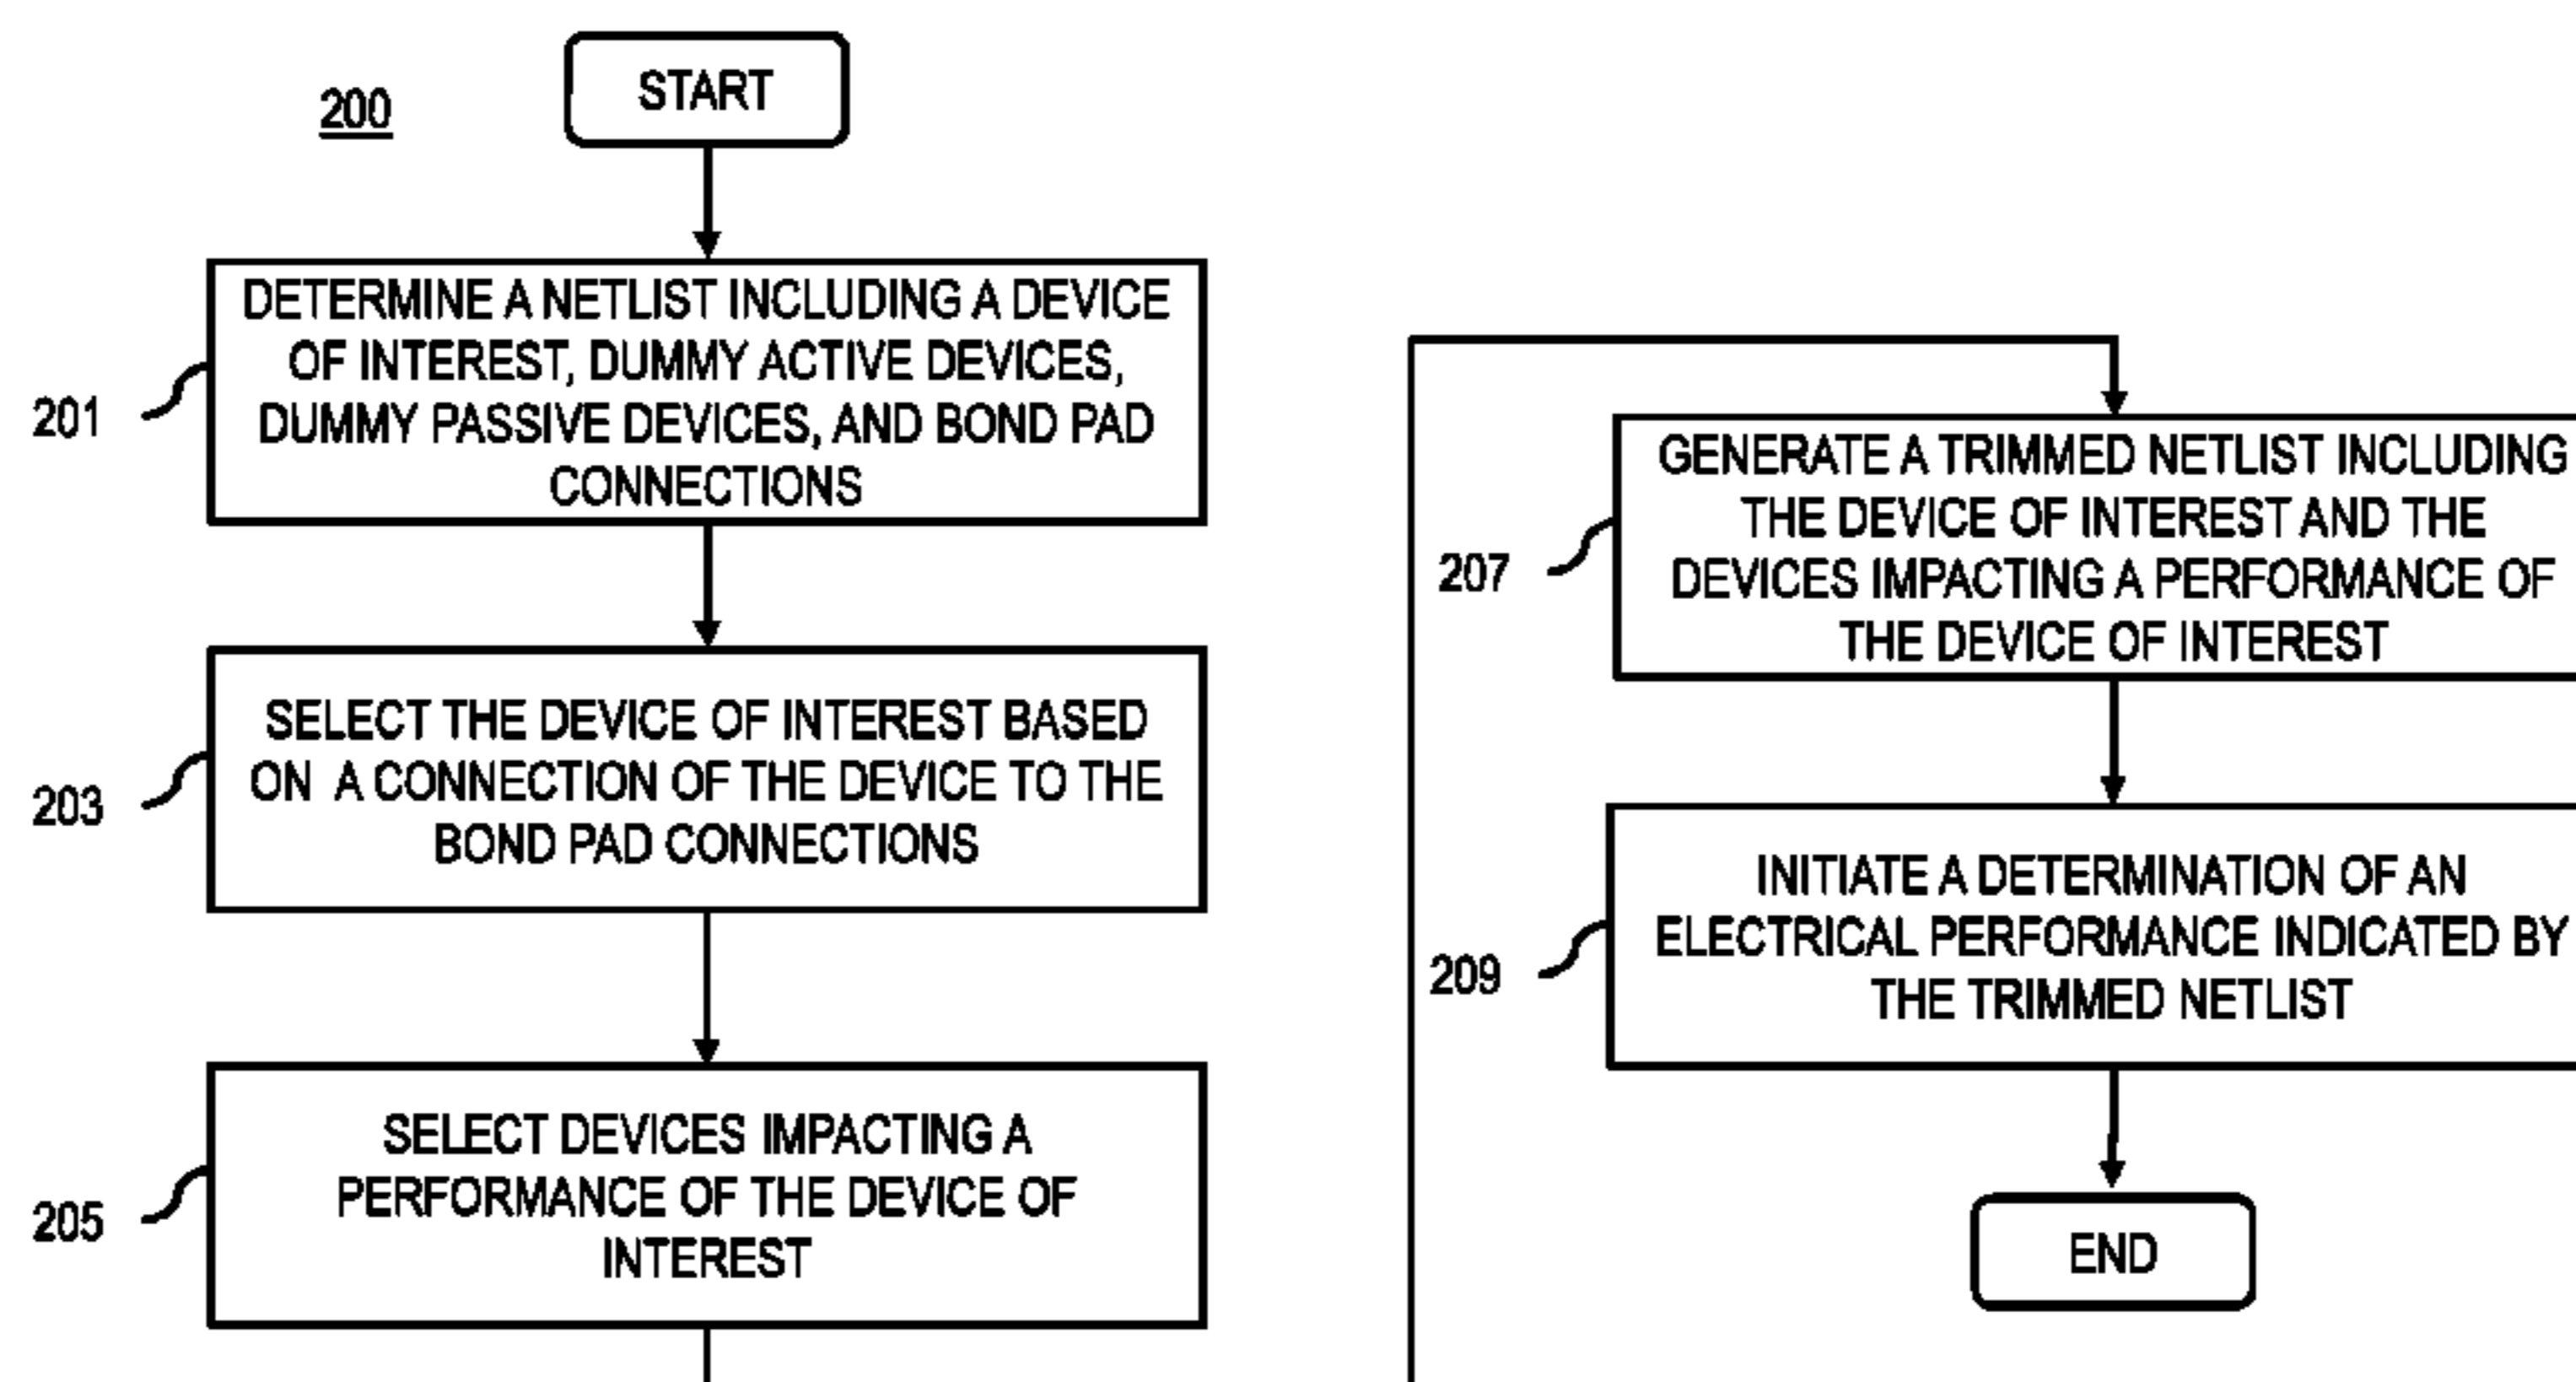 200
START
201
DETERMINE A NETLIST INCLUDING A DEVICE
OF INTEREST, DUMMY ACTIVE DEVICES,
DUMMY PASSIVE DEVICES, AND BOND PAD
CONNECTIONS
203
SELECT THE DEVICE OF INTEREST BASED
ON A CONNECTION OF THE DEVICE TO THE
BOND PAD CONNECTIONS
205
SELECT DEVICES IMPACTING A
PERFORMANCE OF THE DEVICE OF
INTEREST
207
GENERATE A TRIMMED NETLIST INCLUDING
THE DEVICE OF INTEREST AND THE
DEVICES IMPACTING A PERFORMANCE OF
THE DEVICE OF INTEREST
209
INITIATE A DETERMINATION OF AN
ELECTRICAL PERFORMANCE INDICATED BY
THE TRIMMED NETLIST
END